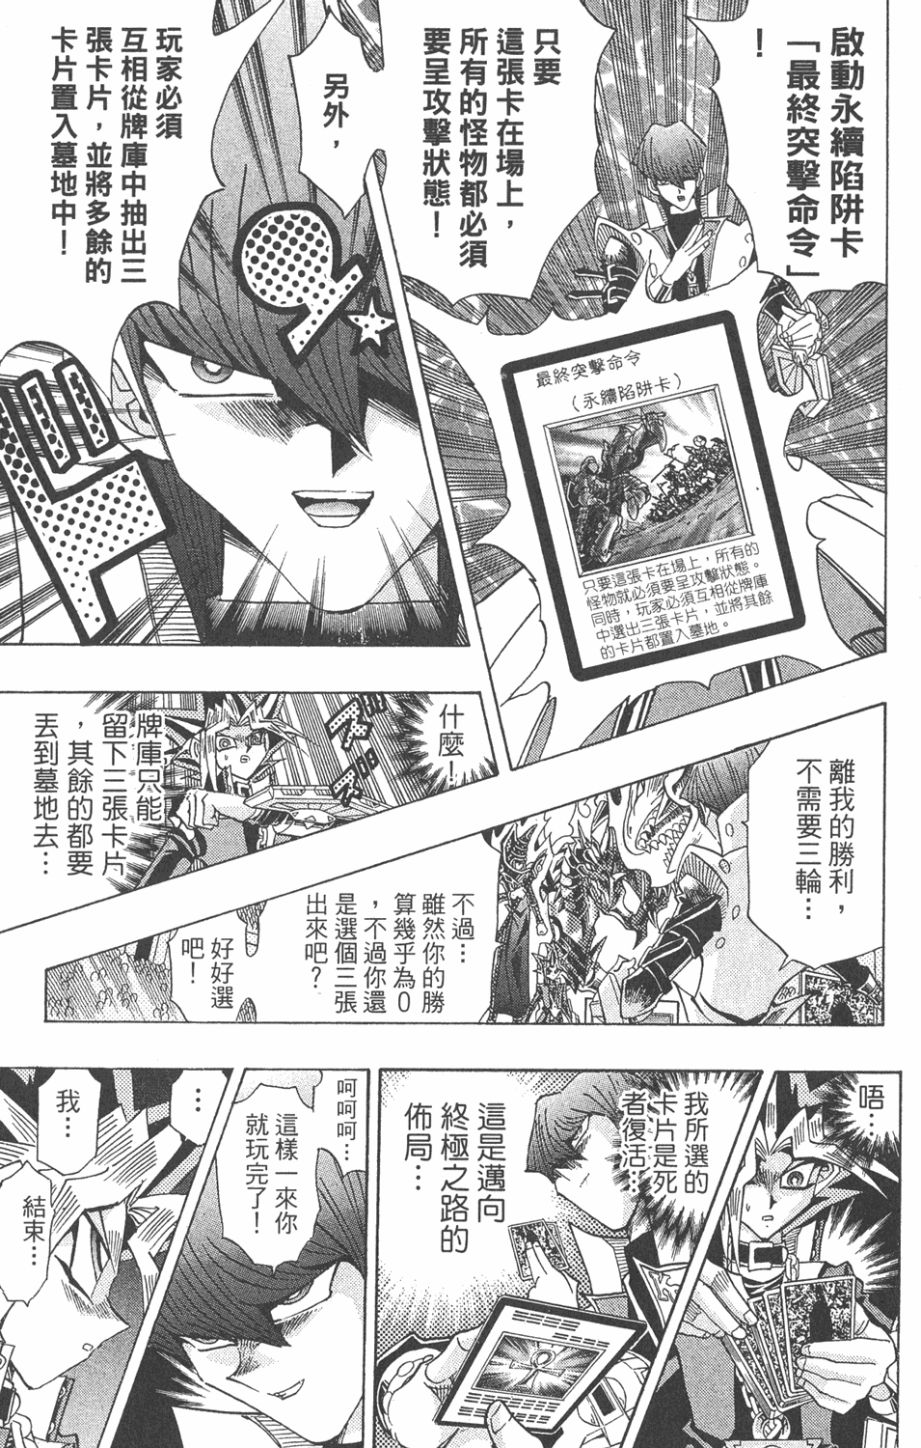 啟動永續陷阱卡
「最終突擊命令」
！
只要
這張卡在場上，
所有的怪物都必須
要呈攻擊狀態！
最終突擊命令
（永續陷阱卡）
只要這張卡在場上，所有的
怪物就必須要呈攻擊狀態。
同時，玩家必須互相從牌庫
中選出三張卡片，並將其餘
的卡片都置入墓地。
另外，
玩家必須
互相從牌庫中抽出三
張卡片，並將多餘的
卡片置入墓地中！
什麼！
牌庫只能
留下三張卡片
，其餘的都要
丟到墓地去…
離我的勝利，
不需要三輪…
不過…
雖然你的勝
算幾乎為０
，不過你還
是選個三張
出來吧？
好好選
吧！
唔…
我所選的
卡片是死
者復活…
這是邁向
終極之路的
佈局…
呵呵呵…
這樣一來你
就玩完了！
…
我…
結束…